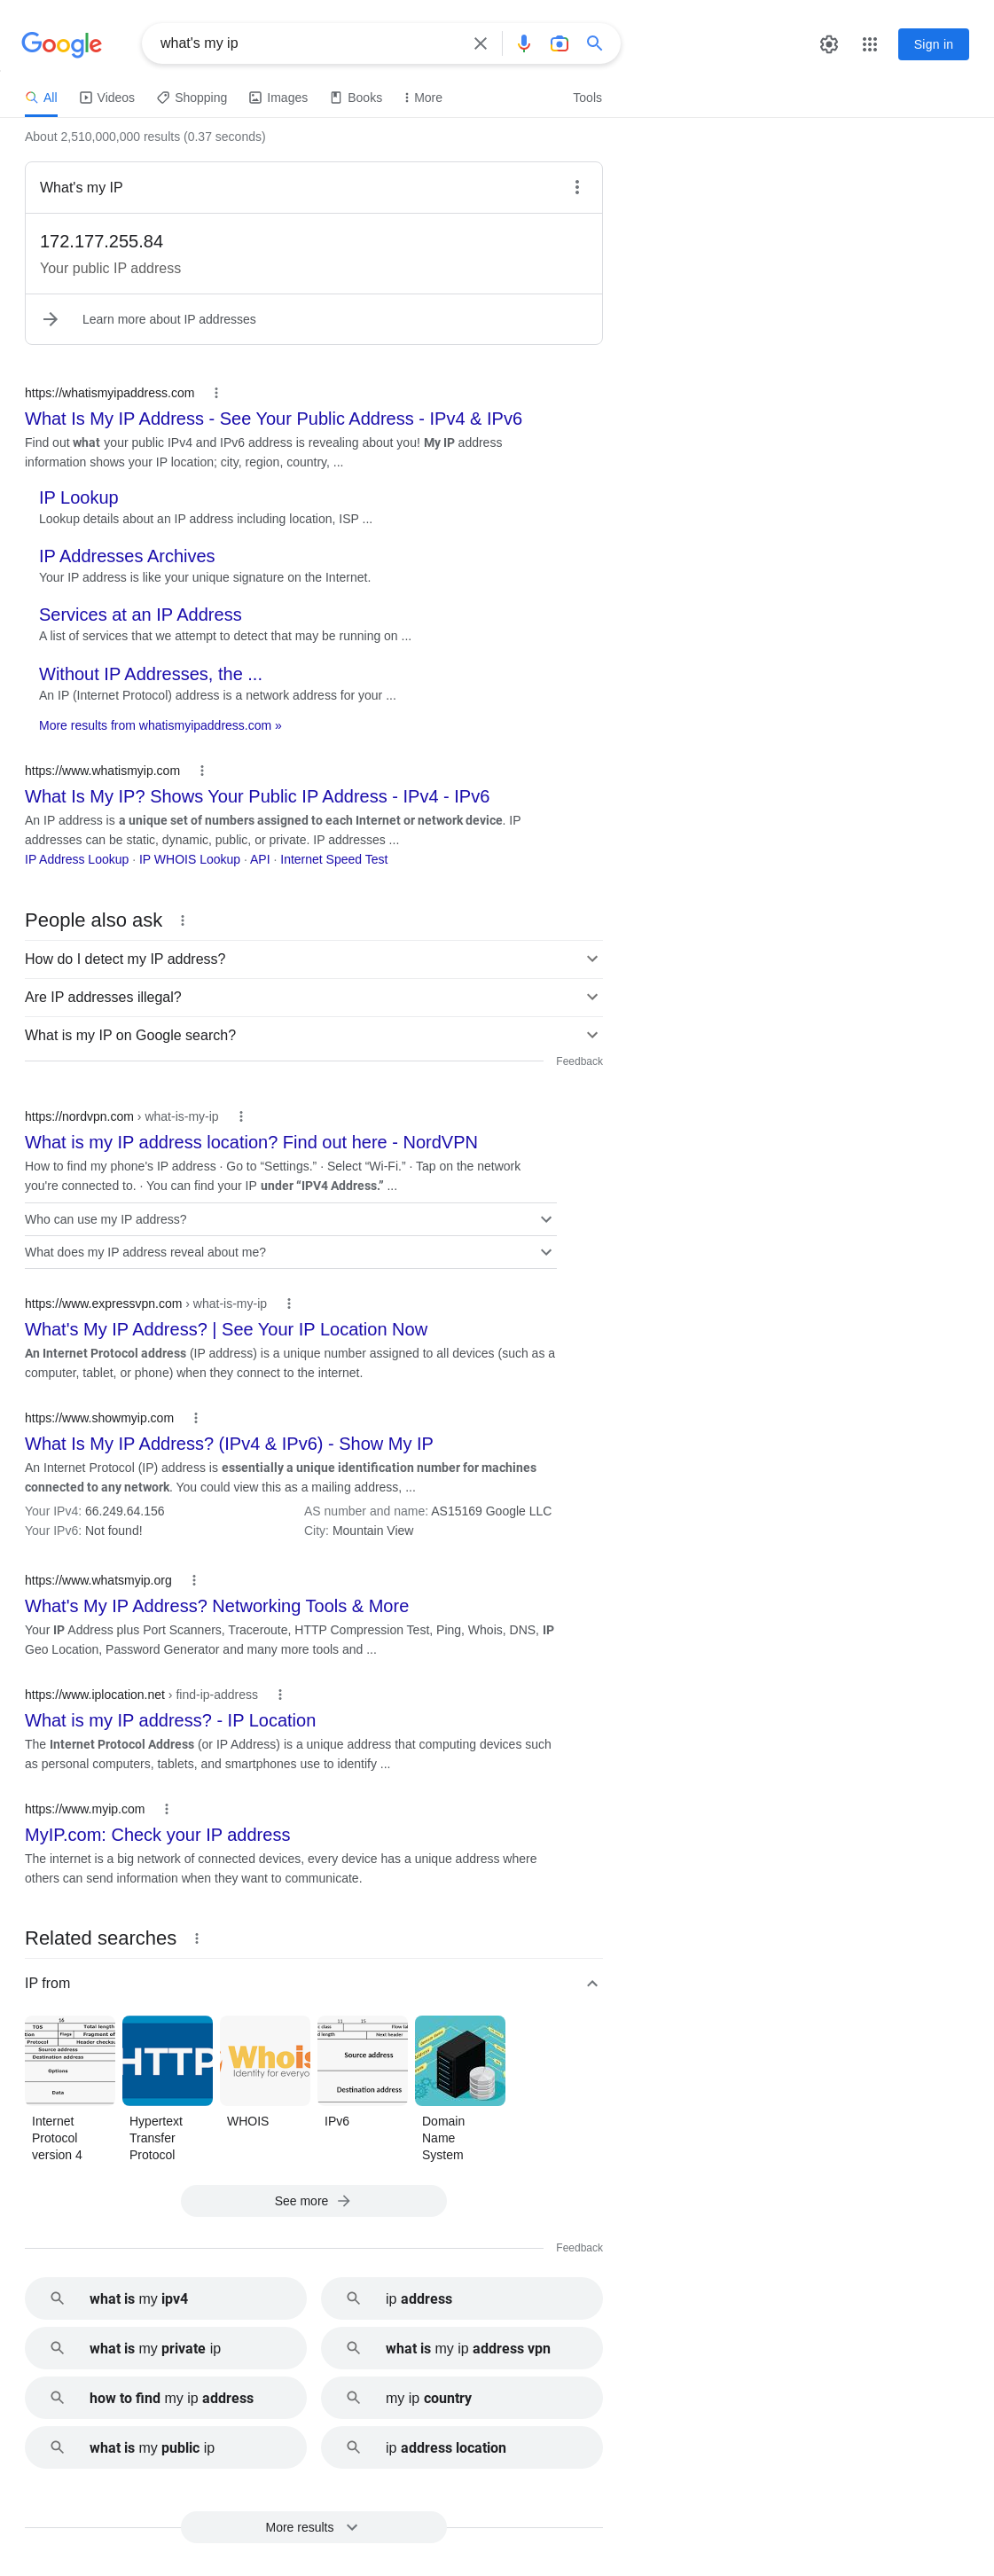 Google
what's my ip
Sign in
All
Videos
Shopping
Images
Books
More
Tools
About 2,510,000,000 results (0.37 seconds)
What's my IP
172.177.255.84
Your public IP address
Learn more about IP addresses
https://whatismyipaddress.com
What Is My IP Address - See Your Public Address - IPv4 & IPv6
Find out what your public IPv4 and IPv6 address is revealing about you! My IP address
information shows your IP location; city, region, country, ...
IP Lookup
Lookup details about an IP address including location, ISP ...
IP Addresses Archives
Your IP address is like your unique signature on the Internet.
Services at an IP Address
A list of services that we attempt to detect that may be running on ...
Without IP Addresses, the ...
An IP (Internet Protocol) address is a network address for your ...
More results from whatismyipaddress.com »
https://www.whatismyip.com
What Is My IP? Shows Your Public IP Address - IPv4 - IPv6
An IP address is a unique set of numbers assigned to each Internet or network device. IP
addresses can be static, dynamic, public, or private. IP addresses ...
IP Address Lookup · IP WHOIS Lookup · API · Internet Speed Test
People also ask
How do I detect my IP address?
Are IP addresses illegal?
What is my IP on Google search?
Feedback
https://nordvpn.com › what-is-my-ip
What is my IP address location? Find out here - NordVPN
How to find my phone's IP address · Go to “Settings.” · Select “Wi-Fi.” · Tap on the network
you're connected to. · You can find your IP under “IPV4 Address.” ...
Who can use my IP address?
What does my IP address reveal about me?
https://www.expressvpn.com › what-is-my-ip
What's My IP Address? | See Your IP Location Now
An Internet Protocol address (IP address) is a unique number assigned to all devices (such as a
computer, tablet, or phone) when they connect to the internet.
https://www.showmyip.com
What Is My IP Address? (IPv4 & IPv6) - Show My IP
An Internet Protocol (IP) address is essentially a unique identification number for machines
connected to any network. You could view this as a mailing address, ...
Your IPv4: 66.249.64.156
AS number and name: AS15169 Google LLC
Your IPv6: Not found!
City: Mountain View
https://www.whatsmyip.org
What's My IP Address? Networking Tools & More
Your IP Address plus Port Scanners, Traceroute, HTTP Compression Test, Ping, Whois, DNS, IP
Geo Location, Password Generator and many more tools and ...
https://www.iplocation.net › find-ip-address
What is my IP address? - IP Location
The Internet Protocol Address (or IP Address) is a unique address that computing devices such
as personal computers, tablets, and smartphones use to identify ...
https://www.myip.com
MyIP.com: Check your IP address
The internet is a big network of connected devices, every device has a unique address where
others can send information when they want to communicate.
Related searches
IP from
TOS Total length
Flags Fragment of
Protocol Header checks
Source address
Destination address
Options
Data
HTTP
Whois
Identity for everyo
11 15
class Flow
length Next header
Source address
Destination address
Internet
Protocol
version 4
Hypertext
Transfer
Protocol
WHOIS
IPv6
Domain
Name
System
See more
Feedback
what is my ipv4
ip address
what is my private ip
what is my ip address vpn
how to find my ip address
my ip country
what is my public ip
ip address location
More results